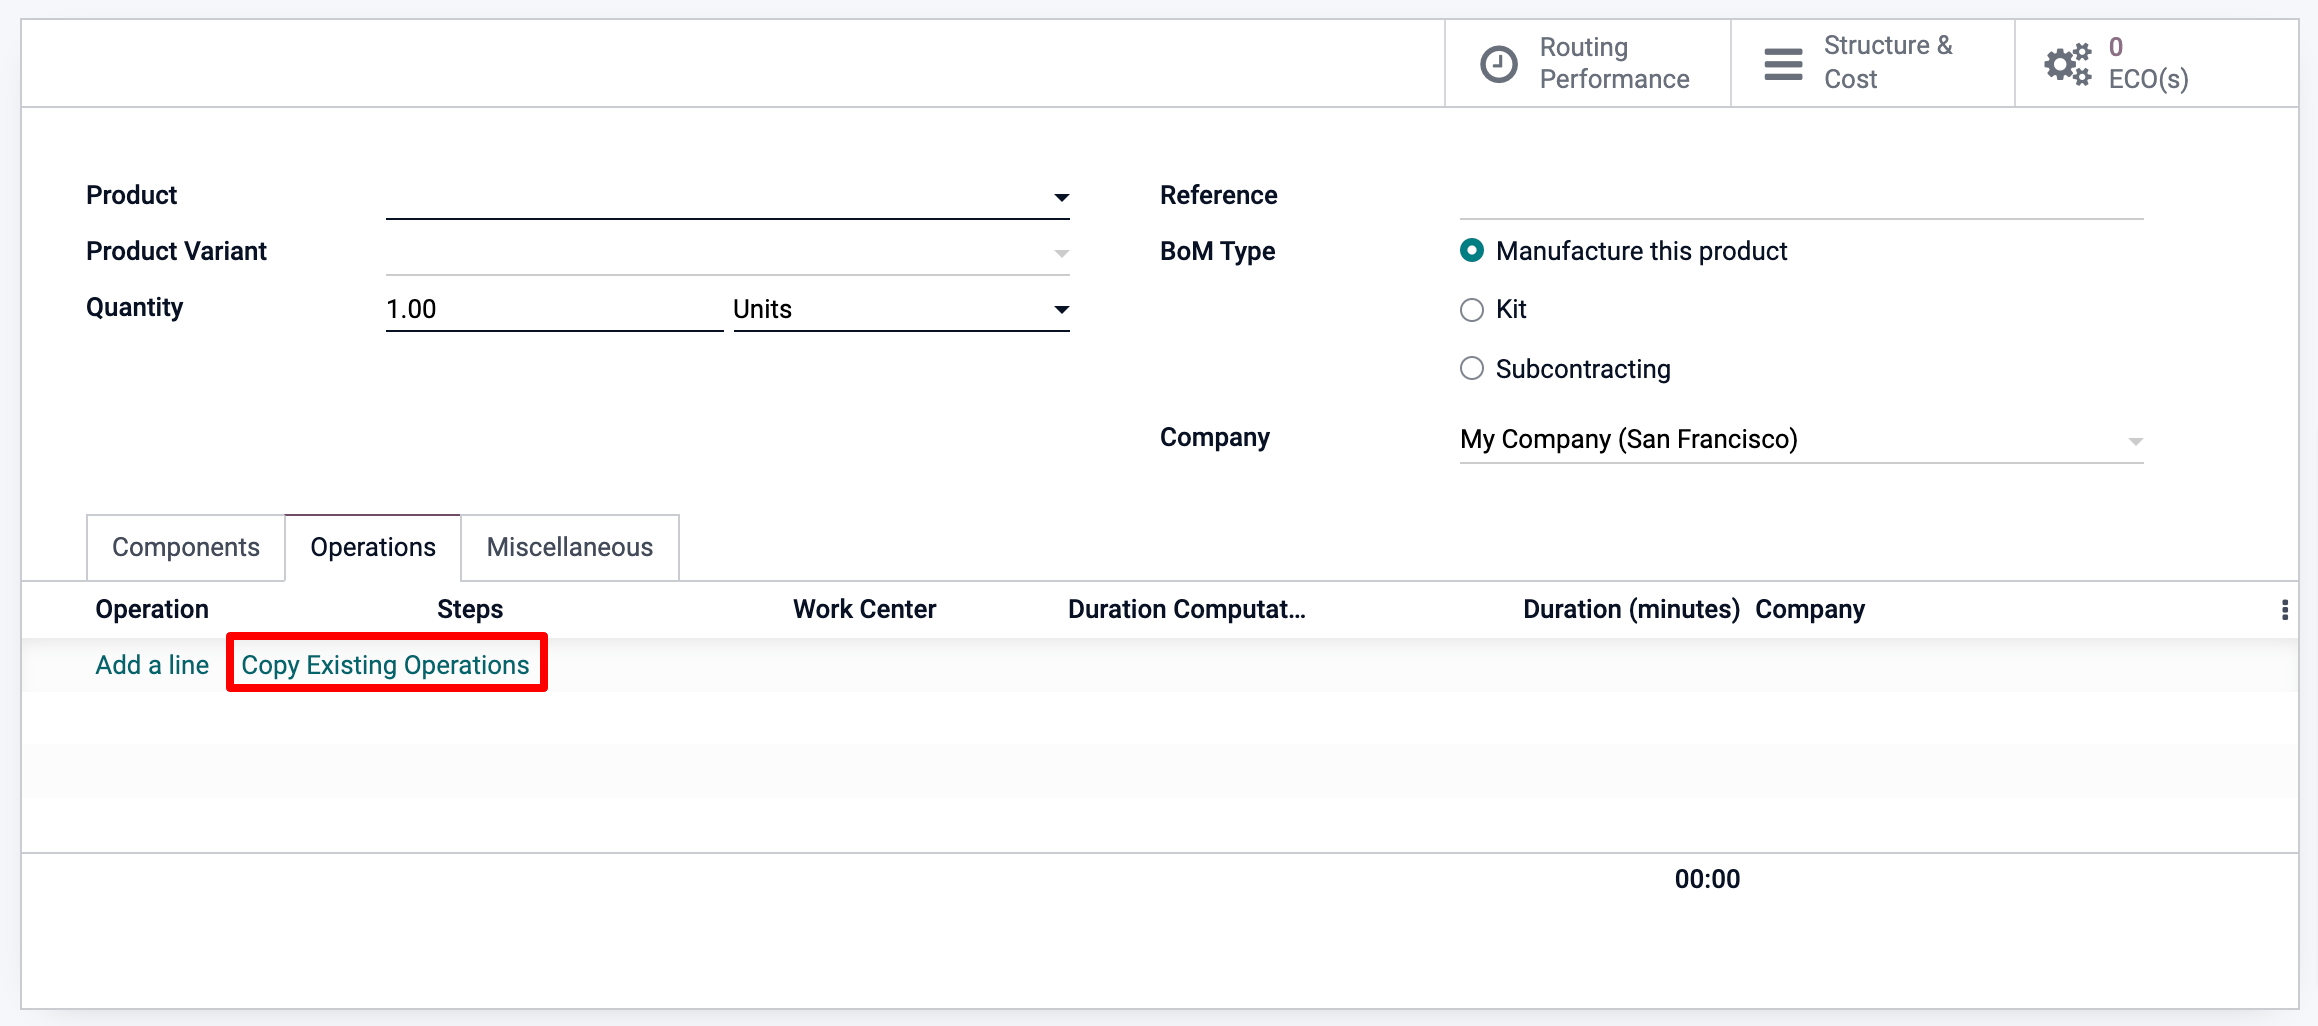 Routing Performance
Structure & Cost
0 ECO(s)
Product
Reference
Product Variant
BoM Type
Manufacture this product
Quantity 1.00 Units
Kit
Subcontracting
Company My Company (San Francisco)
Components Operations Miscellaneous
Operation Steps Work Center Duration Computat... Duration (minutes) Company
Add a line Copy Existing Operations
00:00